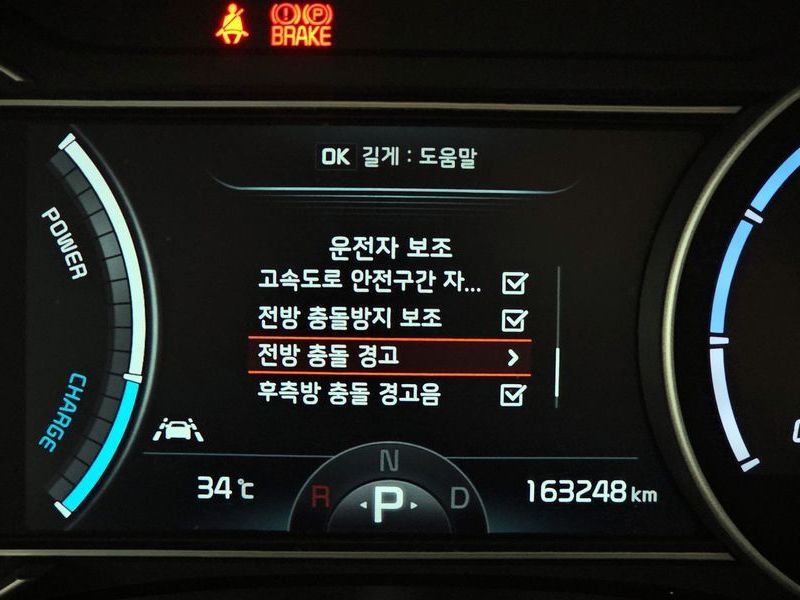 BRAKE
OK 길게 : 도움말
운전자 보조
고속도로 안전구간 자...
전방 충돌방지 보조
전방 충돌 경고
후측방 충돌 경고음
POWER
CHARGE
N
R P D
34℃
163248 km